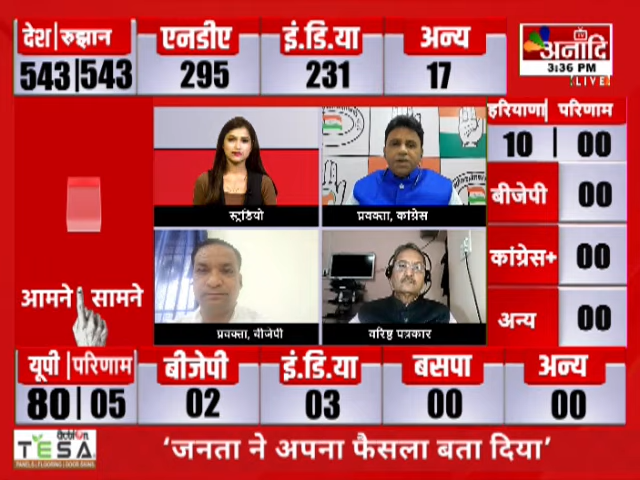 देश|रुझान एनडीए इं.डि.या अन्य
543|543 295 231 17
अनादि TV
3:36 PM
LIVE
हरियाणा परिणाम
10 | 00
बीजेपी 00
कांग्रेस+ 00
अन्य 00
स्टूडियो
प्रवक्ता, कांग्रेस
प्रवक्ता, बीजेपी
वरिष्ठ पत्रकार
आमने सामने
यूपी|परिणाम बीजेपी इं.डि.या बसपा अन्य
80|05 02 03 00 00
action
TESA
'जनता ने अपना फैसला बता दिया'